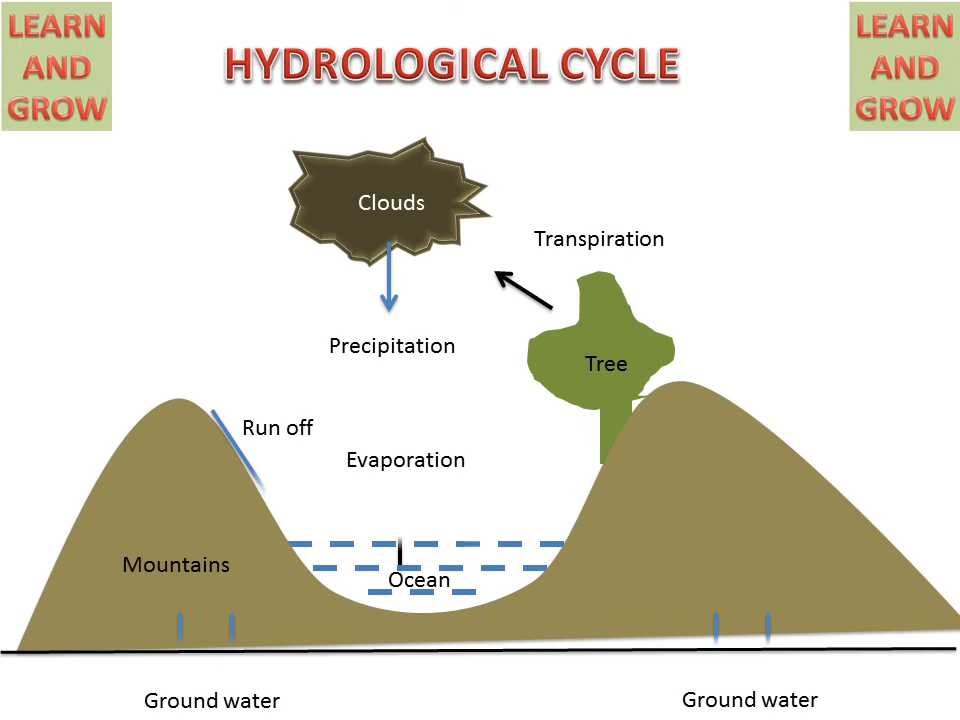 LEARN
AND
GROW
HYDROLOGICAL CYCLE
LEARN
AND
GROW
Clouds
Transpiration
Precipitation
Tree
Run off
Evaporation
Mountains
Ocean
Ground water
Ground water